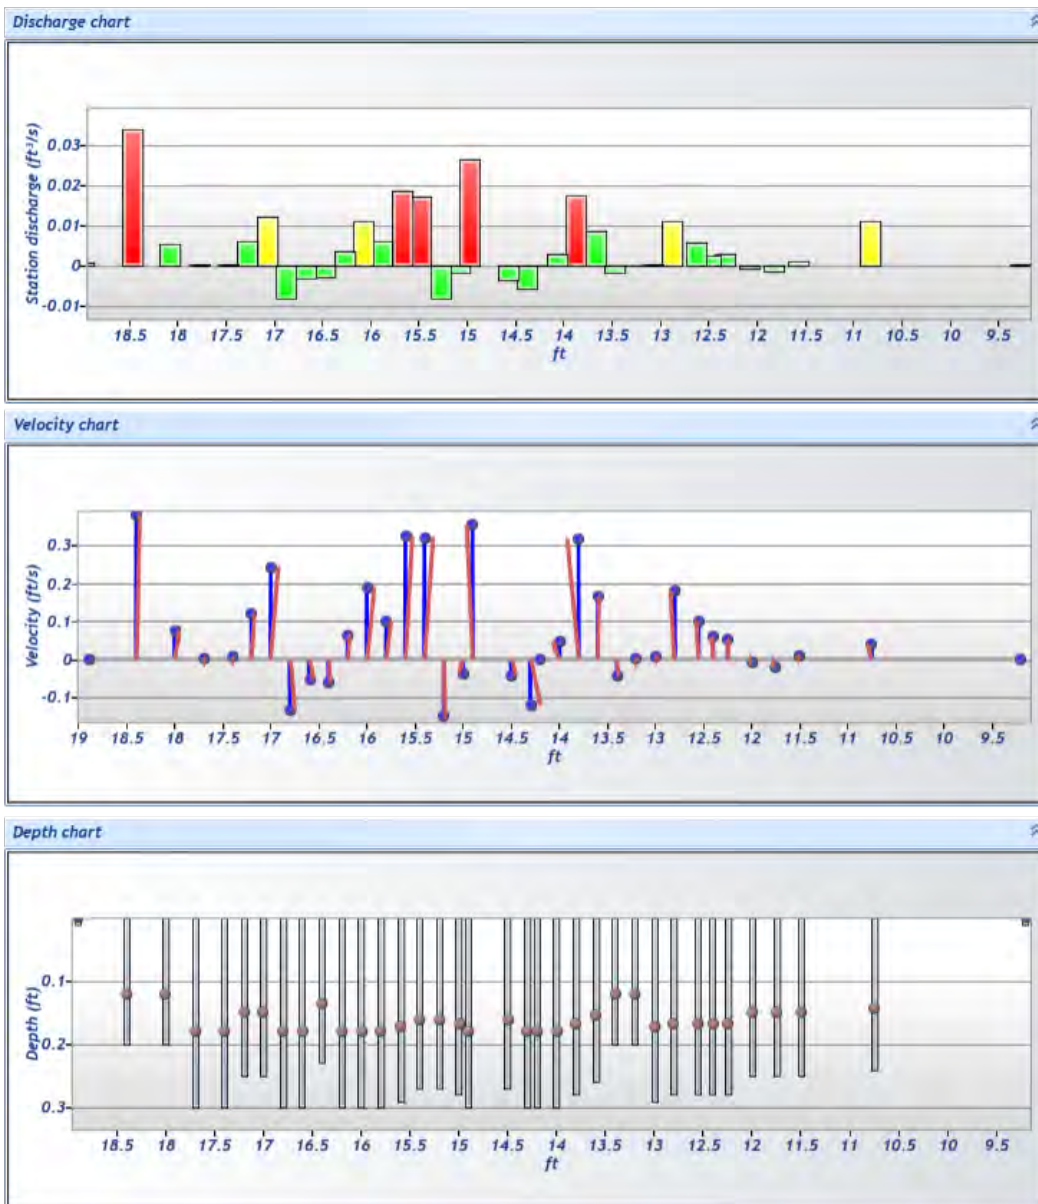 Discharge chart
Station discharge (ft³/s)
0.03
0.02
0.01
0
-0.01
18.5 18 17.5 17 16.5 16 15.5 15 14.5 14 13.5 13 12.5 12 11.5 11 10.5 10 9.5
ft
Velocity chart
Velocity (ft/s)
0.3
0.2
0.1
0
-0.1
19 18.5 18 17.5 17 16.5 16 15.5 15 14.5 14 13.5 13 12.5 12 11.5 11 10.5 10 9.5
ft
Depth chart
Depth (ft)
0.1
0.2
0.3
18.5 18 17.5 17 16.5 16 15.5 15 14.5 14 13.5 13 12.5 12 11.5 11 10.5 10 9.5
ft